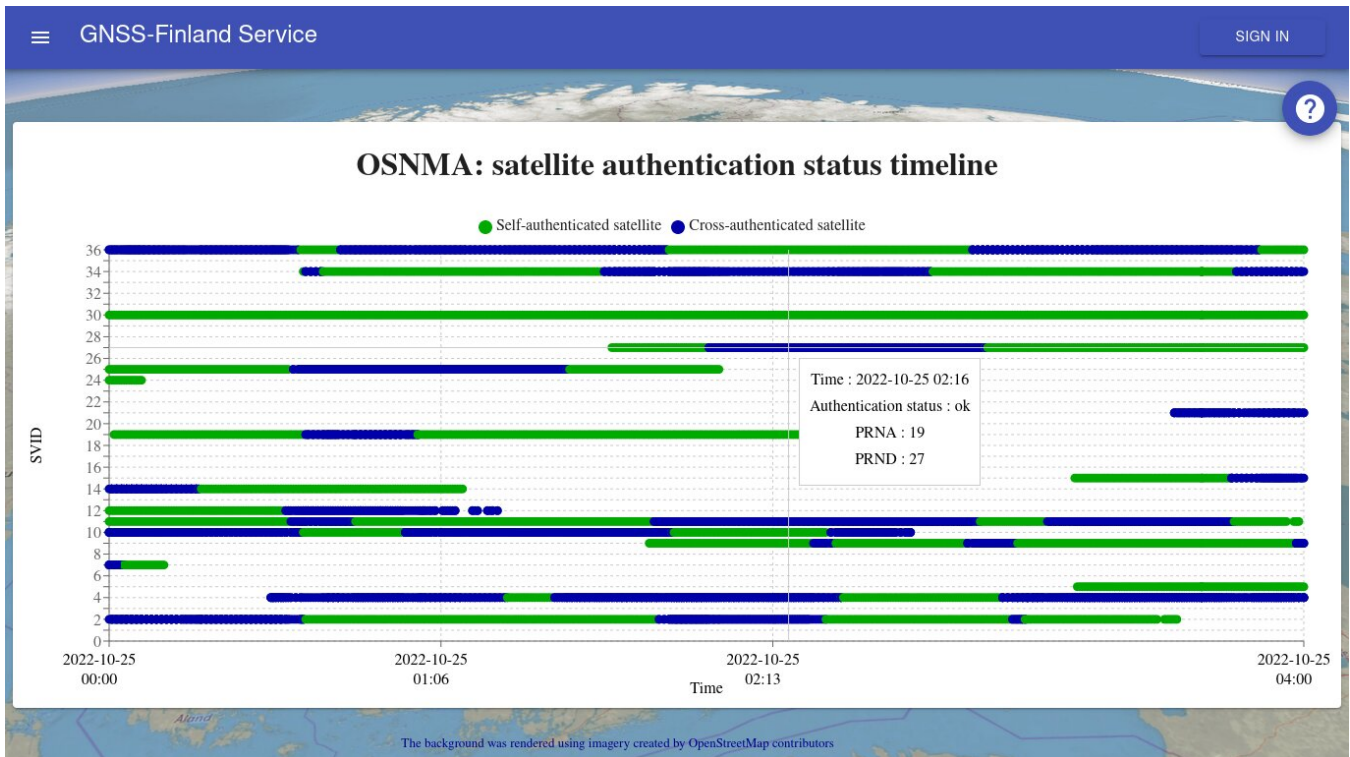 GNSS-Finland Service
SIGN IN
?
OSNMA: satellite authentication status timeline
Self-authenticated satellite Cross-authenticated satellite
36
34
32
30
28
26
24
22
20
18
16
14
12
10
8
6
4
2
0
SVID
Time : 2022-10-25 02:16
Authentication status : ok
PRNA : 19
PRND : 27
2022-10-25 2022-10-25 2022-10-25 2022-10-25
00:00 01:06 02:13 04:00
Time
Åland
The background was rendered using imagery created by OpenStreetMap contributors